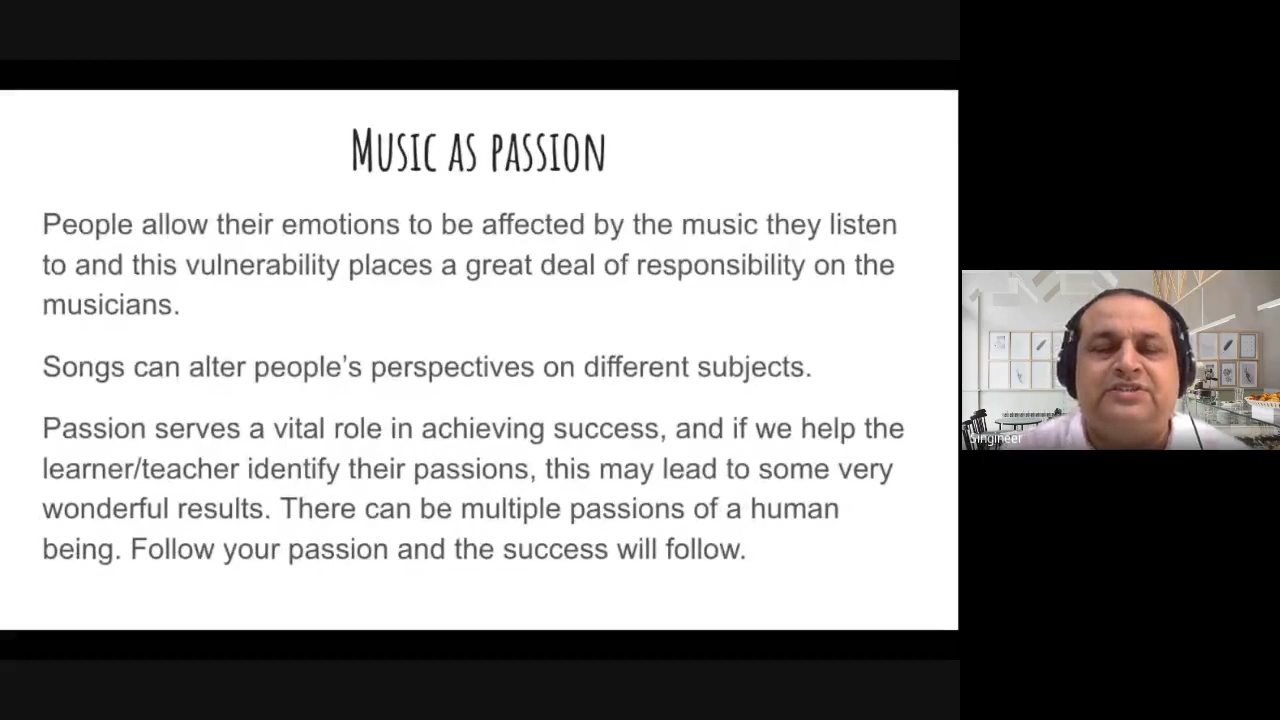 Music as passion
People allow their emotions to be affected by the music they listen
to and this vulnerability places a great deal of responsibility on the
musicians.
Songs can alter people’s perspectives on different subjects.
Passion serves a vital role in achieving success, and if we help the
learner/teacher identify their passions, this may lead to some very
wonderful results. There can be multiple passions of a human
being. Follow your passion and the success will follow.
Singineer